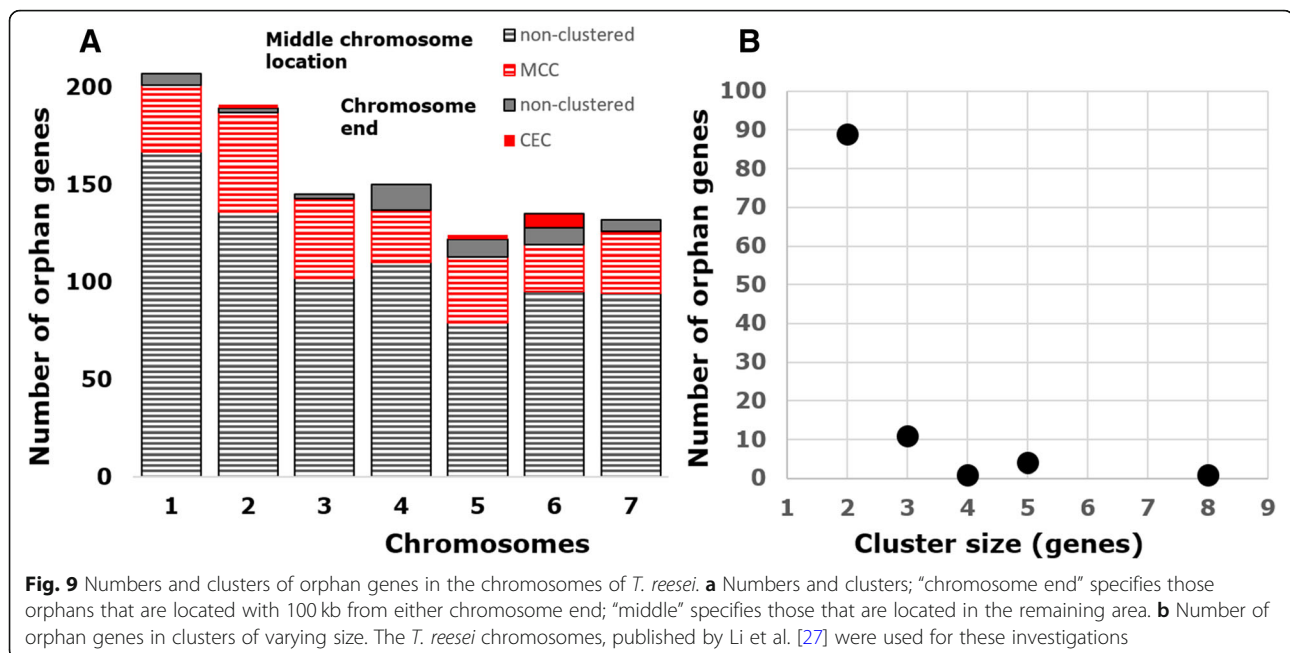 A
Middle chromosome
location
non-clustered
MCC
Chromosome
end
non-clustered
CEC
Number of orphan genes
200
150
100
50
0
1 2 3 4 5 6 7
Chromosomes
B
Number of orphan genes
100
90
80
70
60
50
40
30
20
10
0
1 2 3 4 5 6 7 8 9
Cluster size (genes)
Fig. 9 Numbers and clusters of orphan genes in the chromosomes of T. reesei. a Numbers and clusters; “chromosome end” specifies those
orphans that are located with 100 kb from either chromosome end; “middle” specifies those that are located in the remaining area. b Number of
orphan genes in clusters of varying size. The T. reesei chromosomes, published by Li et al. [27] were used for these investigations